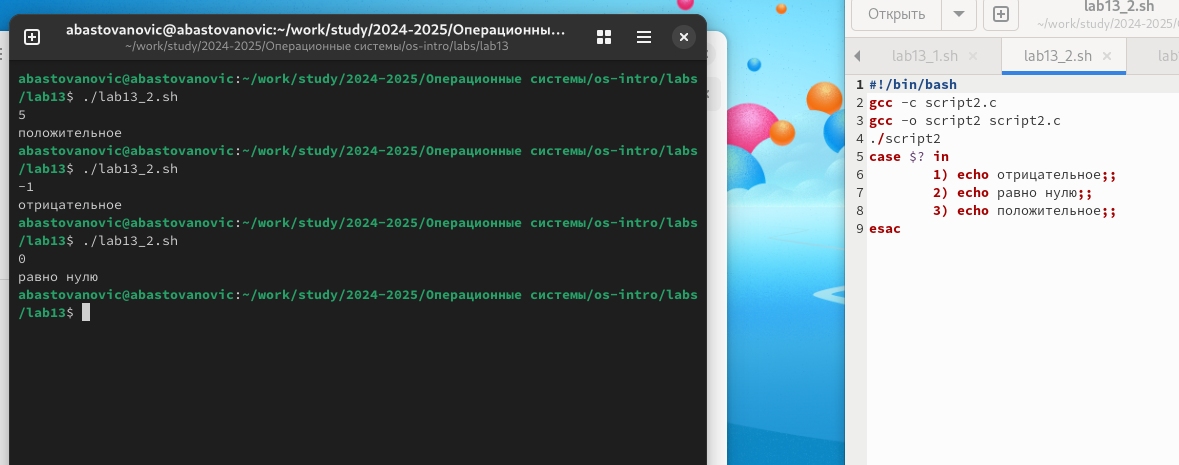 abastovanovic@abastovanovic:~/work/study/2024-2025/Операционны...
~/work/study/2024-2025/Операционные системы/os-intro/labs/lab13
abastovanovic@abastovanovic:~/work/study/2024-2025/Операционные системы/os-intro/labs
/lab13$ ./lab13_2.sh
5
положительное
abastovanovic@abastovanovic:~/work/study/2024-2025/Операционные системы/os-intro/labs
/lab13$ ./lab13_2.sh
-1
отрицательное
abastovanovic@abastovanovic:~/work/study/2024-2025/Операционные системы/os-intro/labs
/lab13$ ./lab13_2.sh
0
равно нулю
abastovanovic@abastovanovic:~/work/study/2024-2025/Операционные системы/os-intro/labs
/lab13$
Открыть
lab13_2.sh
~/work/study/2024-2025/
lab13_1.sh
lab13_2.sh
lab
1 #!/bin/bash
2 gcc -c script2.c
3 gcc -o script2 script2.c
4 ./script2
5 case $? in
6 1) echo отрицательное;;
7 2) echo равно нулю;;
8 3) echo положительное;;
9 esac